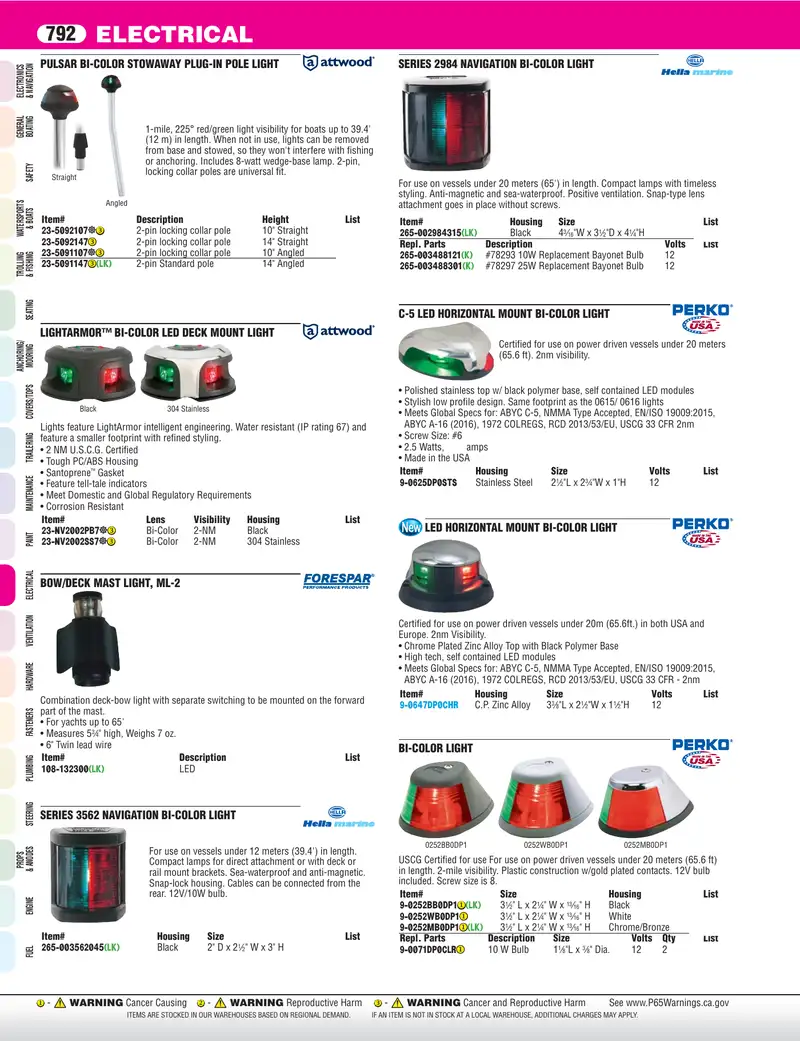 792 ELECTRICAL
ELECTRONICS
& NAVIGATION
GENERAL
BOATING
SAFETY
WATERSPORTS
& BOATS
TROLLING
& FISHING
SEATING
ANCHORING/
MOORING
COVERS/TOPS
TRAILERING
MAINTENANCE
PAINT
ELECTRICAL
VENTILATION
HARDWARE
FASTENERS
PLUMBING
STEERING
PROPS
& ANODES
ENGINE
FUEL
PULSAR BI-COLOR STOWAWAY PLUG-IN POLE LIGHT
attwood®
1-mile, 225° red/green light visibility for boats up to 39.4'
(12 m) in length. When not in use, lights can be removed
from base and stowed, so they won't interfere with fishing
or anchoring. Includes 8-watt wedge-base lamp. 2-pin,
locking collar poles are universal fit.
Straight
Angled
Item# Description Height List
23-5092107 3 2-pin locking collar pole 10" Straight
23-5092147 3 2-pin locking collar pole 14" Straight
23-5091107 3 2-pin locking collar pole 10" Angled
23-5091147 3 (LK) 2-pin Standard pole 14" Angled
LIGHTARMOR™ BI-COLOR LED DECK MOUNT LIGHT
attwood®
Black 304 Stainless
Lights feature LightArmor intelligent engineering. Water resistant (IP rating 67) and
feature a smaller footprint with refined styling.
• 2 NM U.S.C.G. Certified
• Tough PC/ABS Housing
• Santoprene™ Gasket
• Feature tell-tale indicators
• Meet Domestic and Global Regulatory Requirements
• Corrosion Resistant
Item# Lens Visibility Housing List
23-NV2002PB7 3 Bi-Color 2-NM Black
23-NV2002SS7 3 Bi-Color 2-NM 304 Stainless
BOW/DECK MAST LIGHT, ML-2
FORESPAR®
PERFORMANCE PRODUCTS
Combination deck-bow light with separate switching to be mounted on the forward
part of the mast.
• For yachts up to 65'
• Measures 5¾" high, Weighs 7 oz.
• 6" Twin lead wire
Item# Description List
108-132300(LK) LED
SERIES 3562 NAVIGATION BI-COLOR LIGHT
HELLA
Hella marine
For use on vessels under 12 meters (39.4') in length.
Compact lamps for direct attachment or with deck or
rail mount brackets. Sea-waterproof and anti-magnetic.
Snap-lock housing. Cables can be connected from the
rear. 12V/10W bulb.
Item# Housing Size List
265-003562045(LK) Black 2" D x 2½" W x 3" H
SERIES 2984 NAVIGATION BI-COLOR LIGHT
HELLA
Hella marine
For use on vessels under 20 meters (65') in length. Compact lamps with timeless
styling. Anti-magnetic and sea-waterproof. Positive ventilation. Snap-type lens
attachment goes in place without screws.
Item# Housing Size List
265-002984315(LK) Black 4⁵⁄₁₆"W x 3½"D x 4¼"H
Repl. Parts Description Volts List
C-265-003488121(K) #78293 10W Replacement Bayonet Bulb 12
265-003488301(K) #78297 25W Replacement Bayonet Bulb 12
C-5 LED HORIZONTAL MOUNT BI-COLOR LIGHT
PERKO®
MADE IN THE
USA
Certified for use on power driven vessels under 20 meters
(65.6 ft). 2nm visibility.
• Polished stainless top w/ black polymer base, self contained LED modules
• Stylish low profile design. Same footprint as the 0615/ 0616 lights
• Meets Global Specs for: ABYC C-5, NMMA Type Accepted, EN/ISO 19009:2015,
ABYC A-16 (2016), 1972 COLREGS, RCD 2013/53/EU, USCG 33 CFR 2nm
• Screw Size: #6
• 2.5 Watts, amps
• Made in the USA
Item# Housing Size Volts List
9-0625DP0STS Stainless Steel 2½"L x 2¾"W x 1"H 12
New LED HORIZONTAL MOUNT BI-COLOR LIGHT
PERKO®
MADE IN THE
USA
Certified for use on power driven vessels under 20m (65.6ft.) in both USA and
Europe. 2nm Visibility.
• Chrome Plated Zinc Alloy Top with Black Polymer Base
• High tech, self contained LED modules
• Meets Global Specs for: ABYC C-5, NMMA Type Accepted, EN/ISO 19009:2015,
ABYC A-16 (2016), 1972 COLREGS, RCD 2013/53/EU, USCG 33 CFR - 2nm
Item# Housing Size Volts List
9-0647DP0CHR C.P. Zinc Alloy 3⅜"L x 2½"W x 1½"H 12
BI-COLOR LIGHT
PERKO®
MADE IN THE
USA
0252BB0DP1 0252WB0DP1 0252MB0DP1
USCG Certified for use For use on power driven vessels under 20 meters (65.6 ft)
in length. 2-mile visibility. Plastic construction w/gold plated contacts. 12V bulb
included. Screw size is 8.
Item# Size Housing List
9-0252BB0DP1 1 (LK) 3½" L x 2¼" W x ¹³⁄₁₆" H Black
9-0252WB0DP1 1 3½" L x 2¼" W x ¹³⁄₁₆" H White
9-0252MB0DP1 1 (LK) 3½" L x 2¼" W x ¹³⁄₁₆" H Chrome/Bronze
Repl. Parts Description Size Volts Qty List
9-0071DP0CLR 1 10 W Bulb 1⅛"L x ⅜" Dia. 12 2
1 - WARNING Cancer Causing 2 - WARNING Reproductive Harm 3 - WARNING Cancer and Reproductive Harm See www.P65Warnings.ca.gov
ITEMS ARE STOCKED IN OUR WAREHOUSES BASED ON REGIONAL DEMAND. IF AN ITEM IS NOT IN STOCK AT A LOCAL WAREHOUSE, ADDITIONAL CHARGES MAY APPLY.